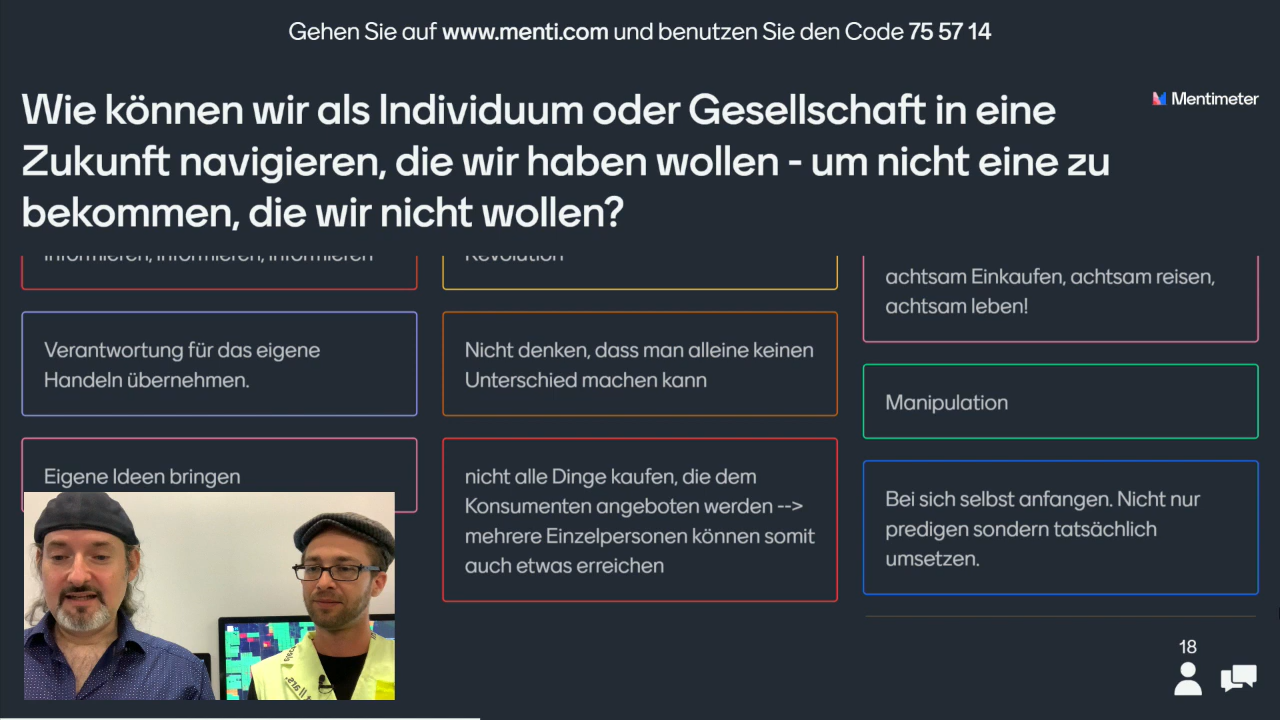 Gehen Sie auf www.menti.com und benutzen Sie den Code 75 57 14
Wie können wir als Individuum oder Gesellschaft in eine
Zukunft navigieren, die wir haben wollen - um nicht eine zu
bekommen, die wir nicht wollen?
Mentimeter
Informieren, informieren, informieren
Verantwortung für das eigene
Handeln übernehmen.
Eigene Ideen bringen
Revolution
Nicht denken, dass man alleine keinen
Unterschied machen kann
nicht alle Dinge kaufen, die dem
Konsumenten angeboten werden -->
mehrere Einzelpersonen können somit
auch etwas erreichen
achtsam Einkaufen, achtsam reisen,
achtsam leben!
Manipulation
Bei sich selbst anfangen. Nicht nur
predigen sondern tatsächlich
umsetzen.
18